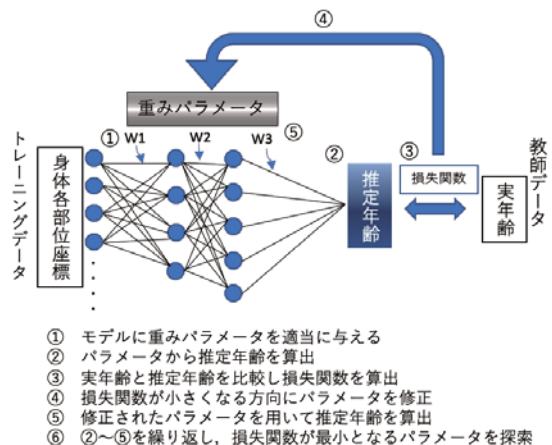 ④
重みパラメータ
① W1 W2 W3 ⑤
トレーニングデータ
身体各部位座標
②
推定年齢
③
損失関数
実年齢
教師データ
① モデルに重みパラメータを適当に与える
② パラメータから推定年齢を算出
③ 実年齢と推定年齢を比較し損失関数を算出
④ 損失関数が小さくなる方向にパラメータを修正
⑤ 修正されたパラメータを用いて推定年齢を算出
⑥ ②〜⑤を繰り返し，損失関数が最小となるパラメータを探索